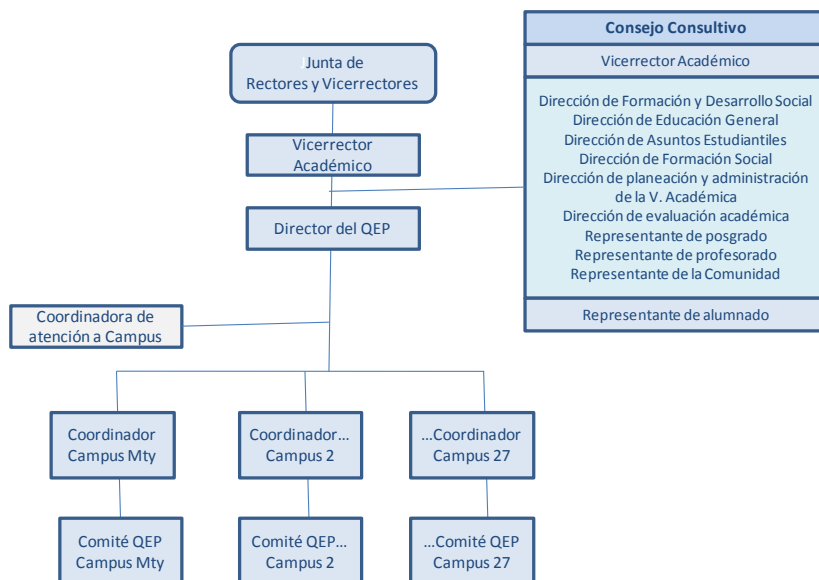 Junta de
Rectores y Vicerrectores
Vicerrector
Académico
Director del QEP
Consejo Consultivo
Vicerrector Académico
Dirección de Formación y Desarrollo Social
Dirección de Educación General
Dirección de Asuntos Estudiantiles
Dirección de Formación Social
Dirección de planeación y administración
de la V. Académica
Dirección de evaluación académica
Representante de posgrado
Representante de profesorado
Representante de la Comunidad
Representante de alumnado
Coordinadora de
atención a Campus
Coordinador
Campus Mty
Coordinador...
Campus 2
...Coordinador
Campus 27
Comité QEP
Campus Mty
Comité QEP...
Campus 2
...Comité QEP
Campus 27